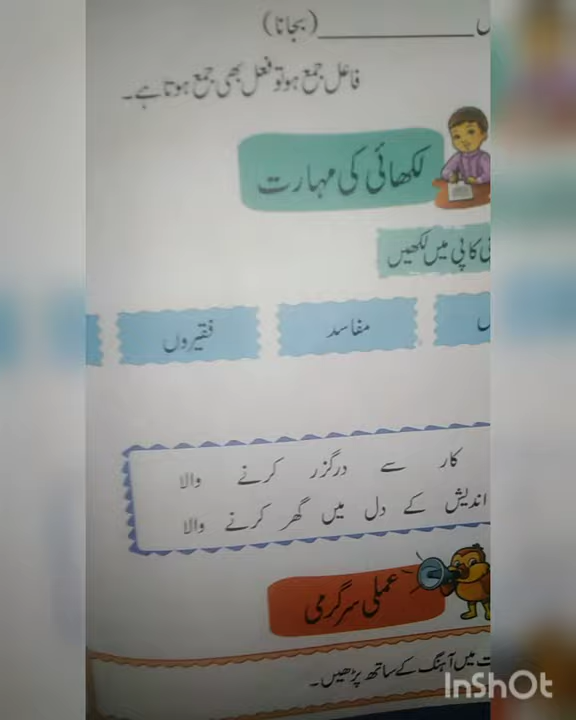 ں ____________ (بجانا)
فاعل جمع ہو تو فعل بھی جمع ہوتا ہے۔
لکھائی کی مہارت
کاپی میں لکھیں
مفاسد
فقیروں
کار سے درگزر کرنے والا
اندیش کے دل میں گھر کرنے والا
عملی سرگرمی
میں آہنگ کے ساتھ پڑھیں۔
InShOt